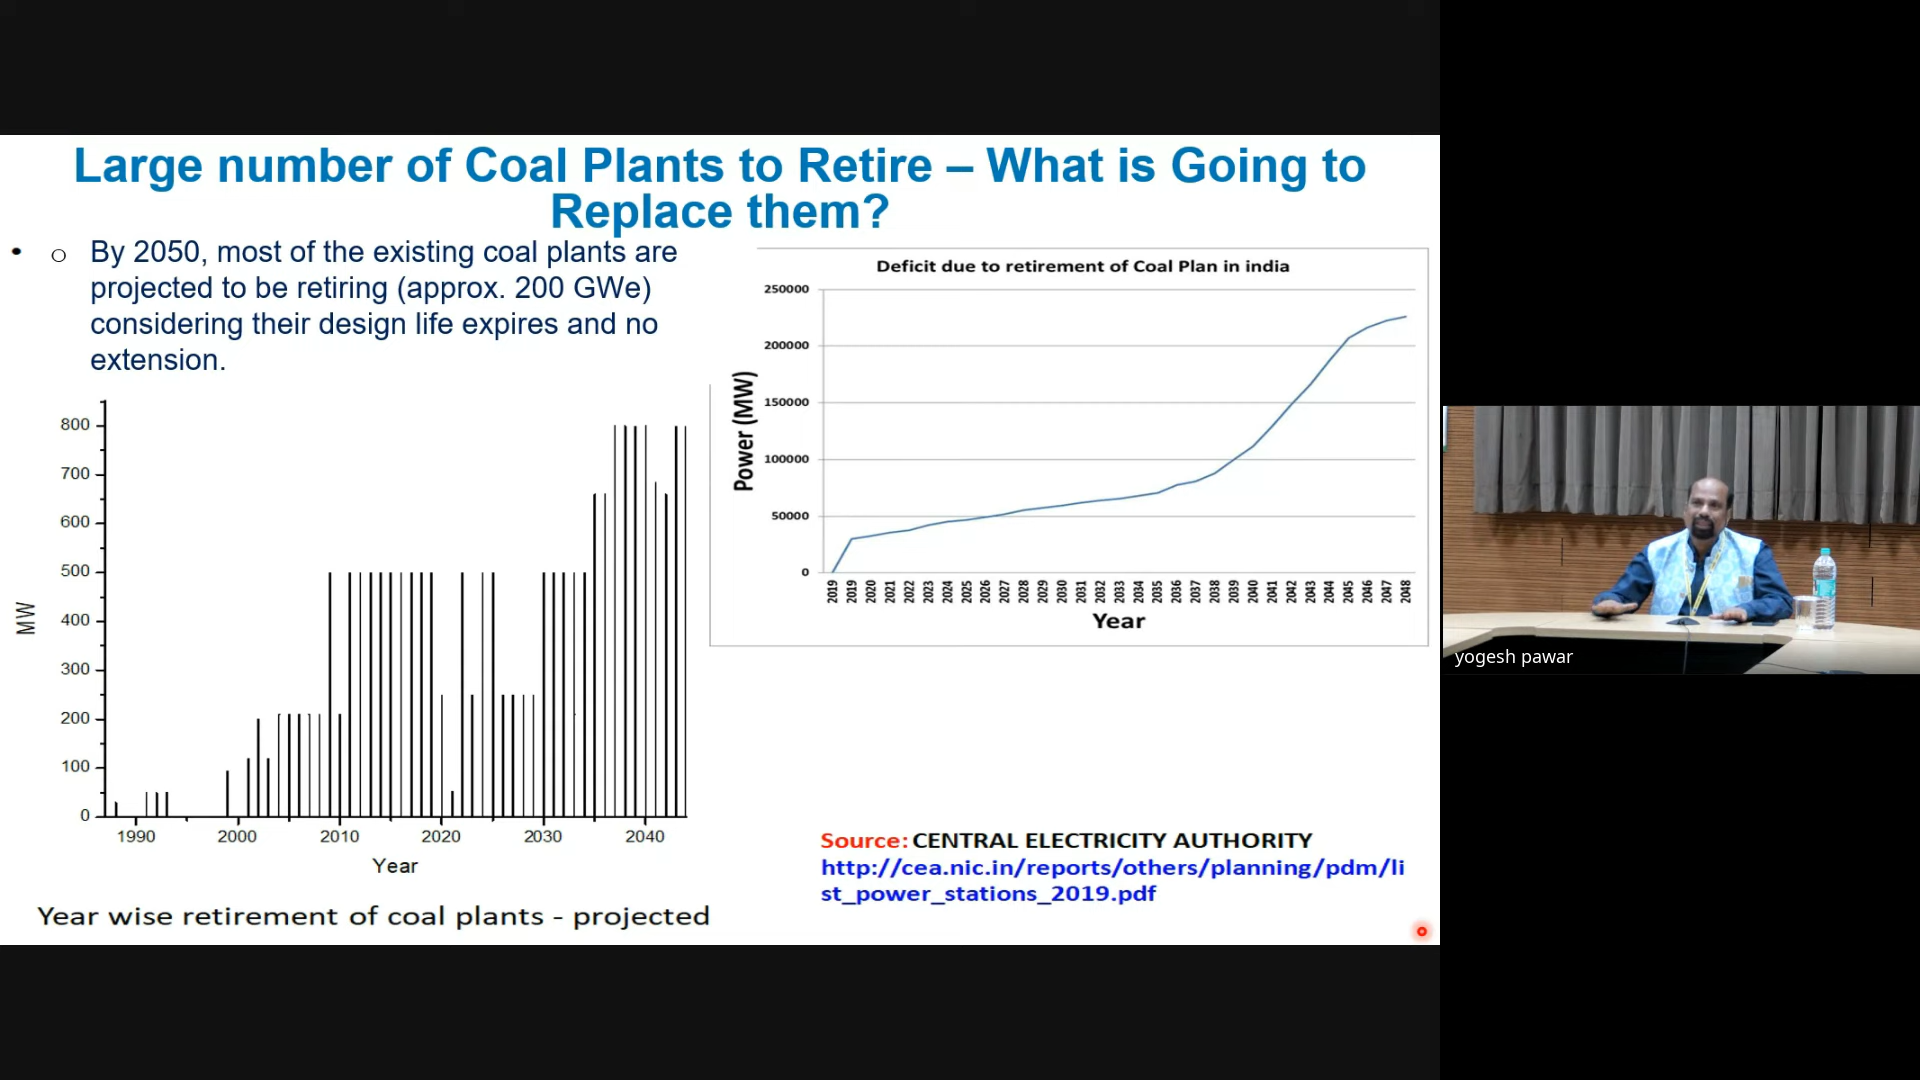 Large number of Coal Plants to Retire – What is Going to
Replace them?
• o By 2050, most of the existing coal plants are
projected to be retiring (approx. 200 GWe)
considering their design life expires and no
extension.
800
700
600
500
400
300
200
100
0
MW
1990 2000 2010 2020 2030 2040
Year
Year wise retirement of coal plants - projected
Deficit due to retirement of Coal Plan in india
250000
200000
150000
100000
50000
0
Power (MW)
2019 2019 2020 2021 2022 2023 2024 2025 2026 2027 2028 2029 2030 2031 2032 2033 2034 2035 2036 2037 2038 2039 2040 2041 2042 2043 2044 2045 2046 2047 2048
Year
Source: CENTRAL ELECTRICITY AUTHORITY
http://cea.nic.in/reports/others/planning/pdm/li
st_power_stations_2019.pdf
yogesh pawar